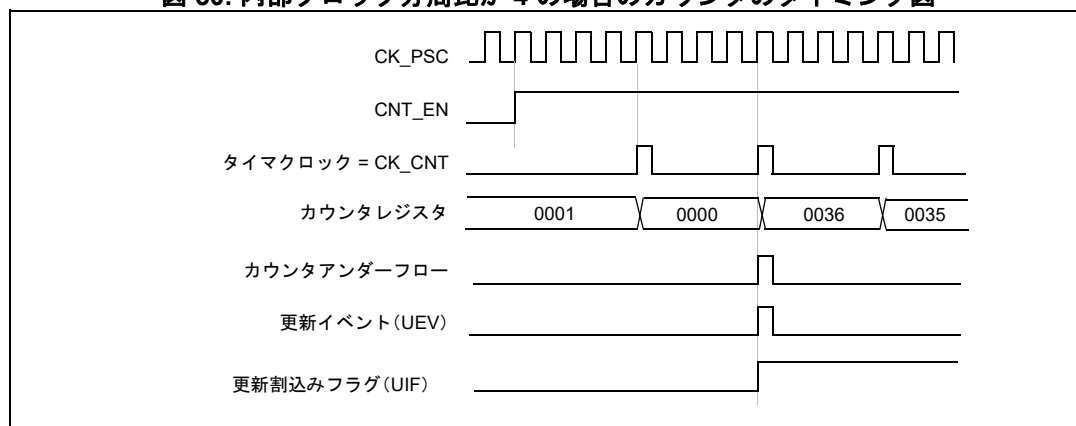 CK_PSC
CNT_EN
タイマクロック = CK_CNT
カウンタレジスタ 0001 0000 0036 0035
カウンタアンダーフロー
更新イベント(UEV)
更新割込みフラグ(UIF)